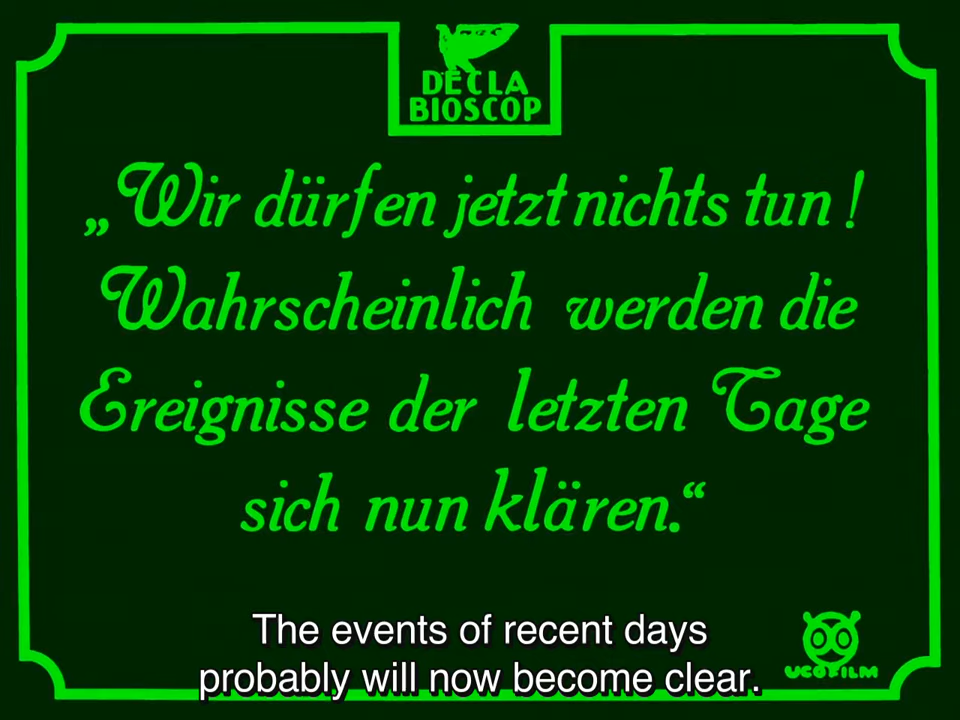 DECLA
BIOSCOP
„Wir dürfen jetzt nichts tun!
Wahrscheinlich werden die
Ereignisse der letzten Tage
sich nun klären.“
The events of recent days
probably will now become clear.
UCOFILM